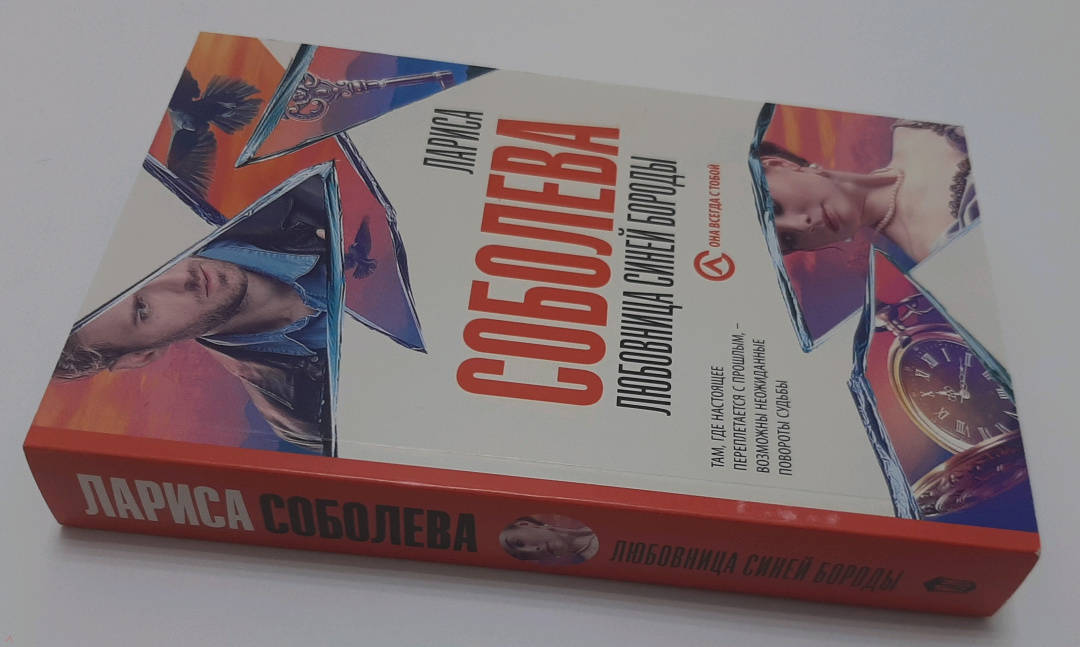 ЛАРИСА
СОБОЛЕВА
ЛЮБОВНИЦА СИНЕЙ БОРОДЫ
ОНА ВСЕГДА С ТОБОЙ
ТАМ, ГДЕ НАСТОЯЩЕЕ
ПЕРЕПЛЕТАЕТСЯ С ПРОШЛЫМ, –
ВОЗМОЖНЫ НЕОЖИДАННЫЕ
ПОВОРОТЫ СУДЬБЫ
ЛАРИСА СОБОЛЕВА ЛЮБОВНИЦА СИНЕЙ БОРОДЫ